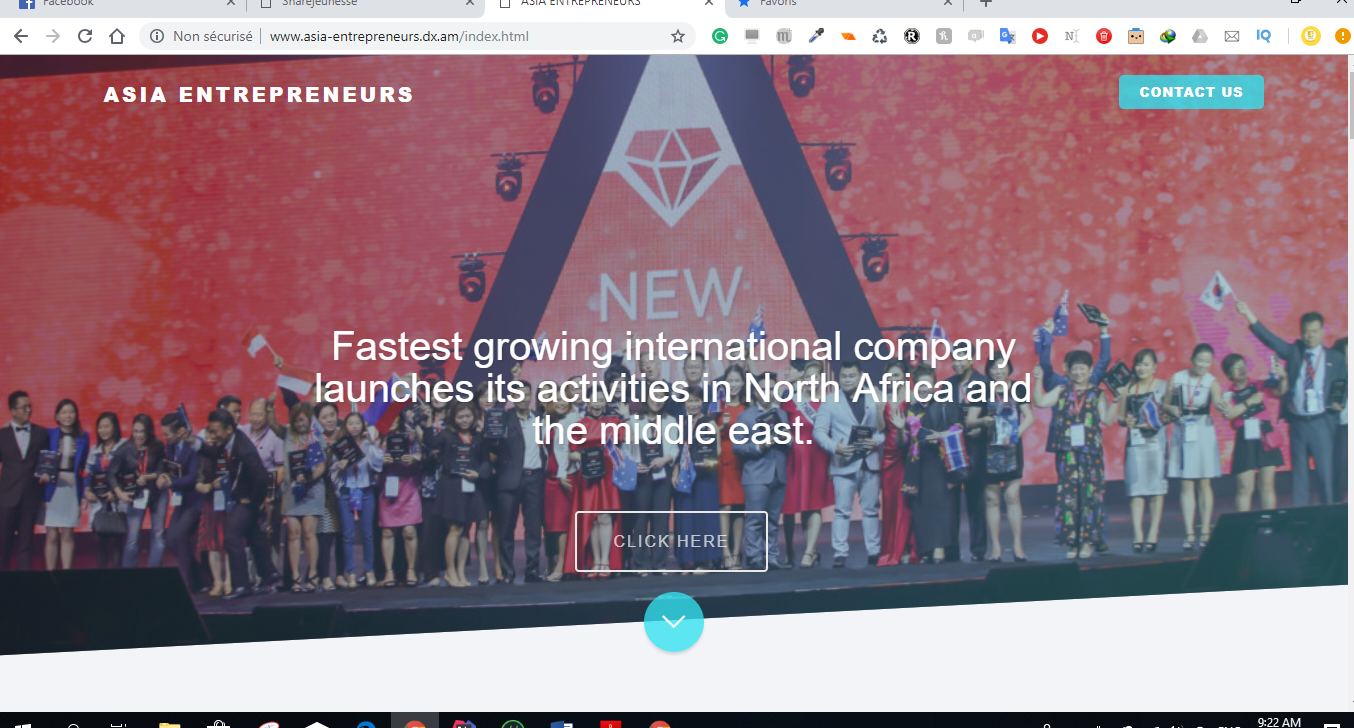 Facebook
Sharejeunesse
ASIA ENTREPRENEURS
Favoris
Non sécurisé
www.asia-entrepreneurs.dx.am/index.html
ASIA ENTREPRENEURS
CONTACT US
NEW
Fastest growing international company
launches its activities in North Africa and
the middle east.
CLICK HERE
9:22 AM